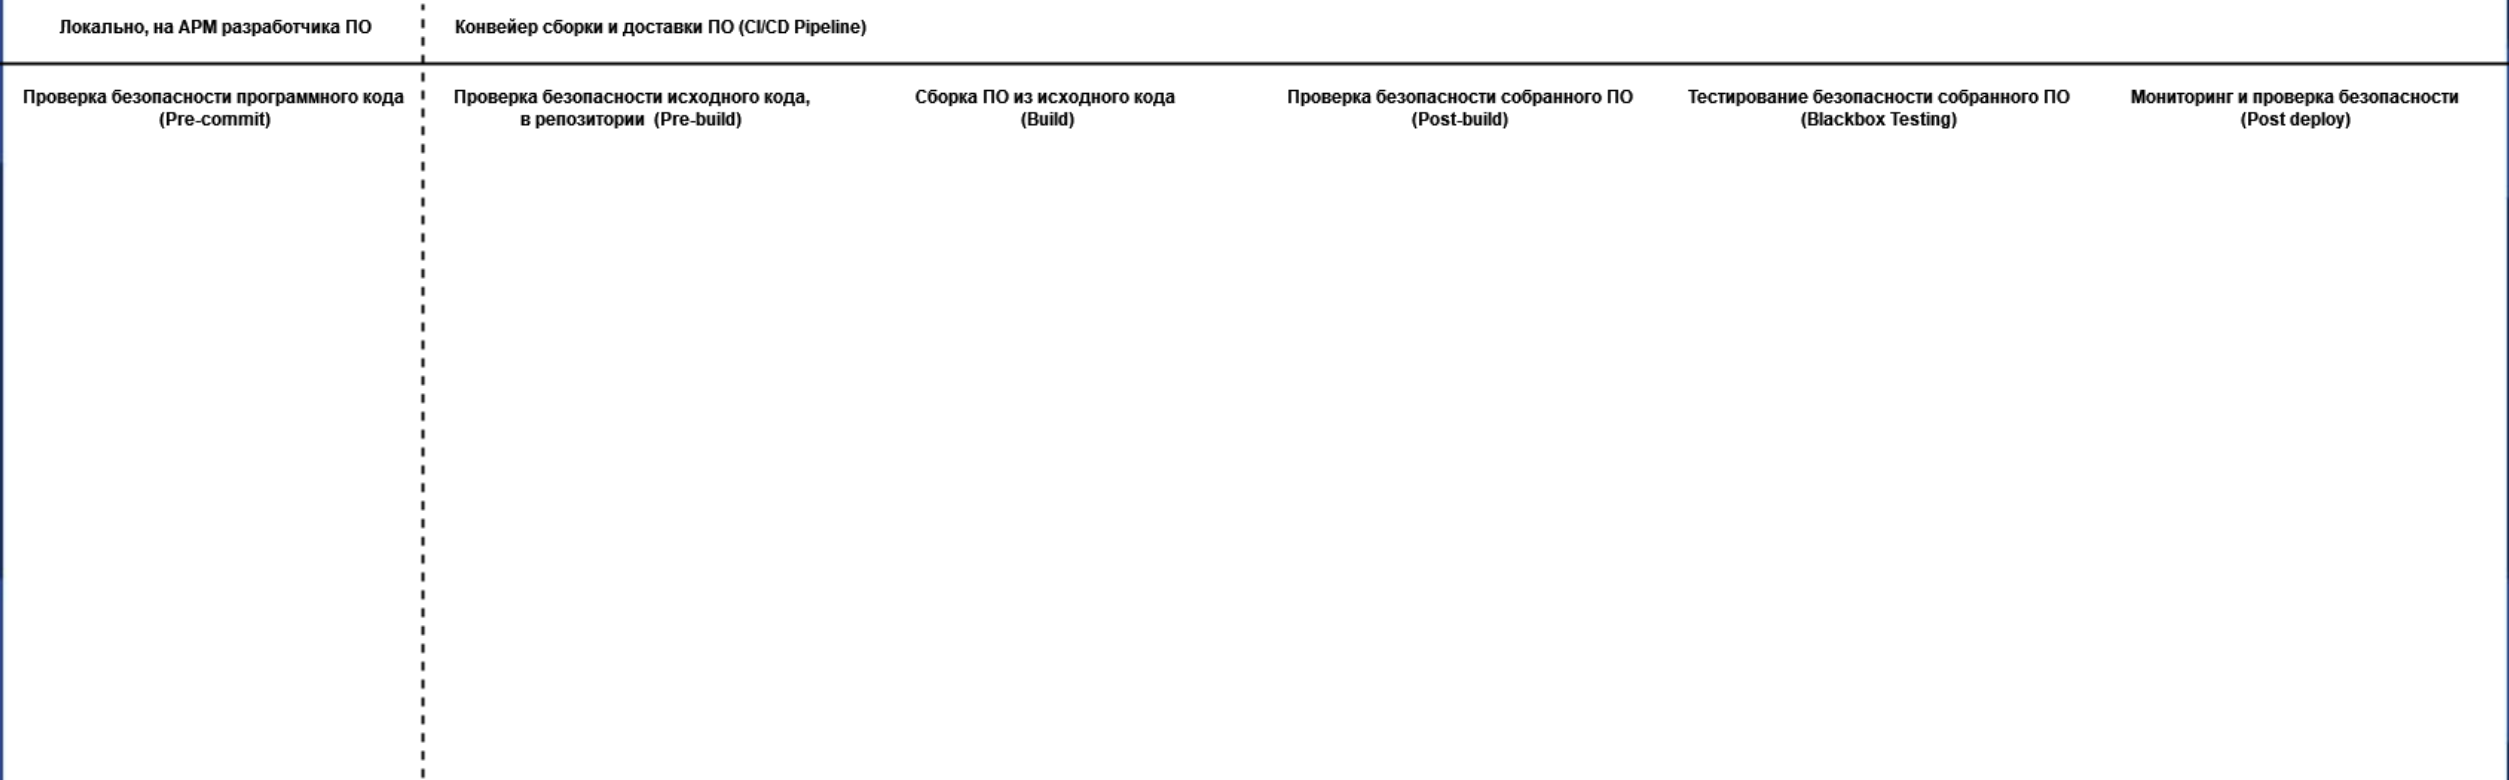 Локально, на АРМ разработчика ПО
Конвейер сборки и доставки ПО (CI/CD Pipeline)
Проверка безопасности программного кода
(Pre-commit)
Проверка безопасности исходного кода,
в репозитории (Pre-build)
Сборка ПО из исходного кода
(Build)
Проверка безопасности собранного ПО
(Post-build)
Тестирование безопасности собранного ПО
(Blackbox Testing)
Мониторинг и проверка безопасности
(Post deploy)